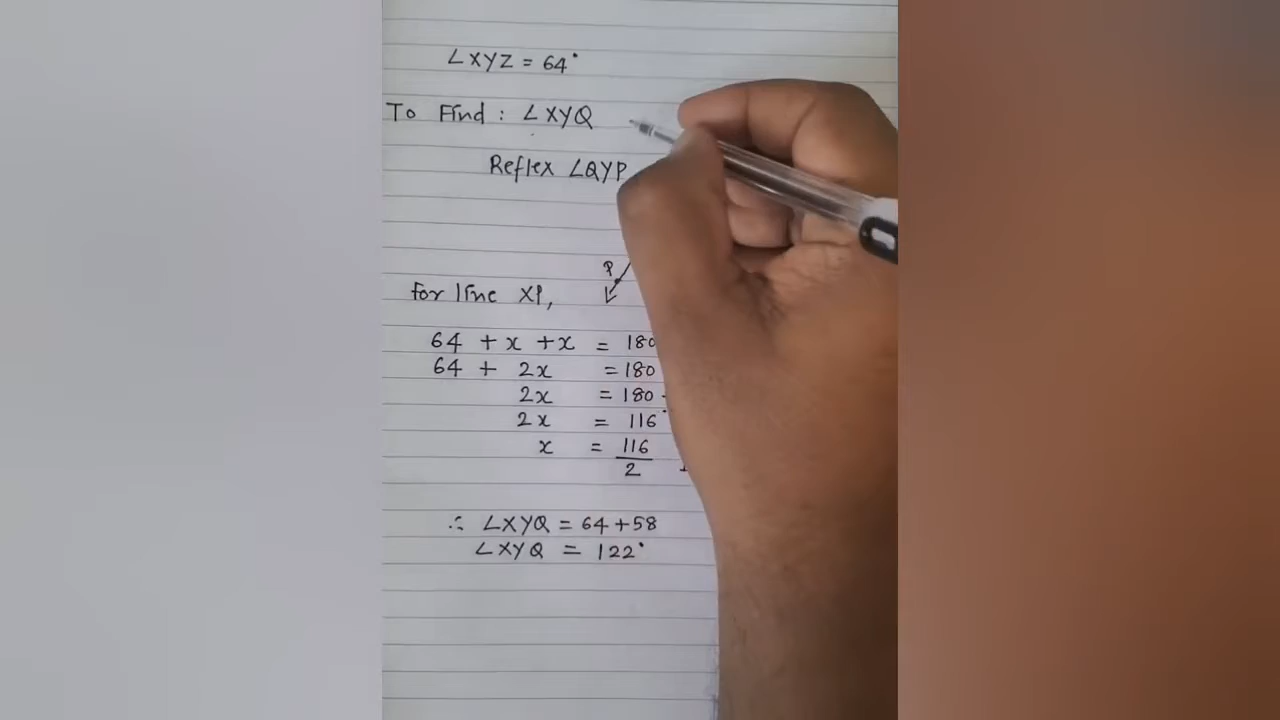 ∠XYZ = 64°
To Find : ∠XYQ
Reflex ∠QYP
P
For line XP,
64 + x + x = 180
64 + 2x = 180
2x = 180 -
2x = 116°
x = 116/2
∴ ∠XYQ = 64 + 58
∠XYQ = 122°